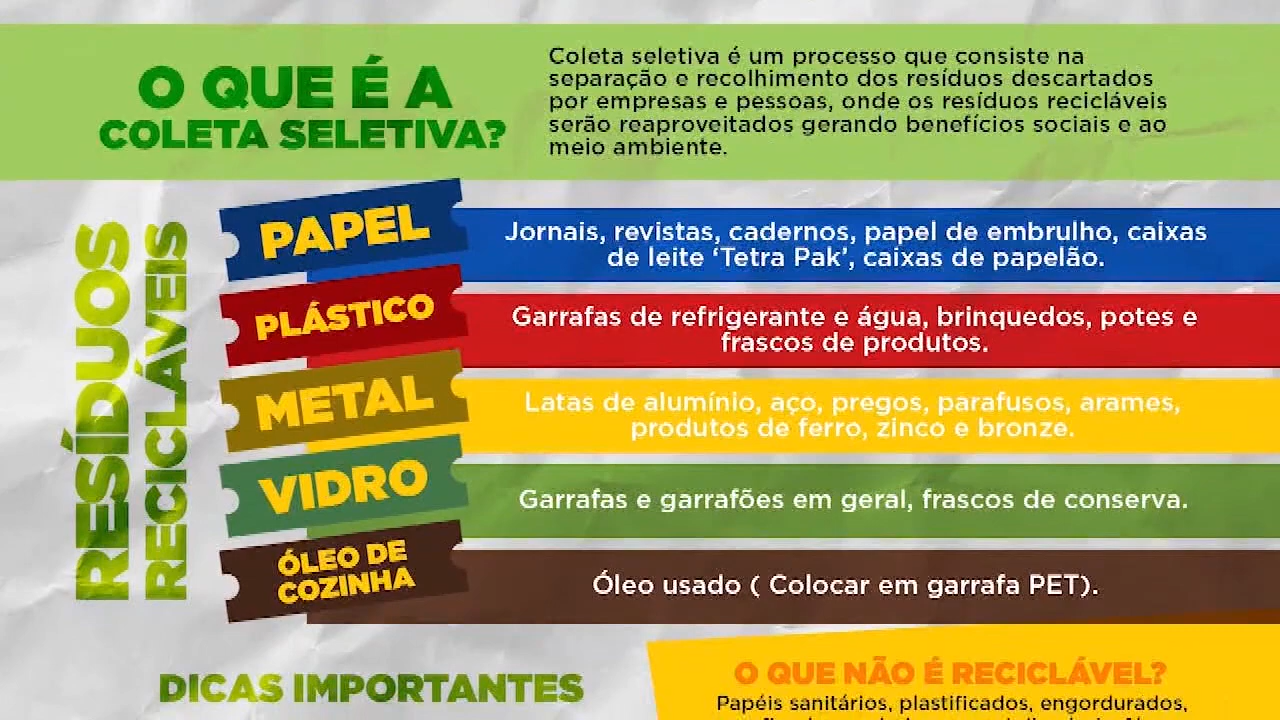 O QUE É A
COLETA SELETIVA?
Coleta seletiva é um processo que consiste na
separação e recolhimento dos resíduos descartados
por empresas e pessoas, onde os resíduos recicláveis
serão reaproveitados gerando benefícios sociais e ao
meio ambiente.
RESÍDUOS
RECICLÁVEIS
PAPEL
Jornais, revistas, cadernos, papel de embrulho, caixas
de leite ‘Tetra Pak’, caixas de papelão.
PLÁSTICO
Garrafas de refrigerante e água, brinquedos, potes e
frascos de produtos.
METAL
Latas de alumínio, aço, pregos, parafusos, arames,
produtos de ferro, zinco e bronze.
VIDRO
Garrafas e garrafões em geral, frascos de conserva.
ÓLEO DE
COZINHA
Óleo usado ( Colocar em garrafa PET).
DICAS IMPORTANTES
O QUE NÃO É RECICLÁVEL?
Papéis sanitários, plastificados, engordurados,